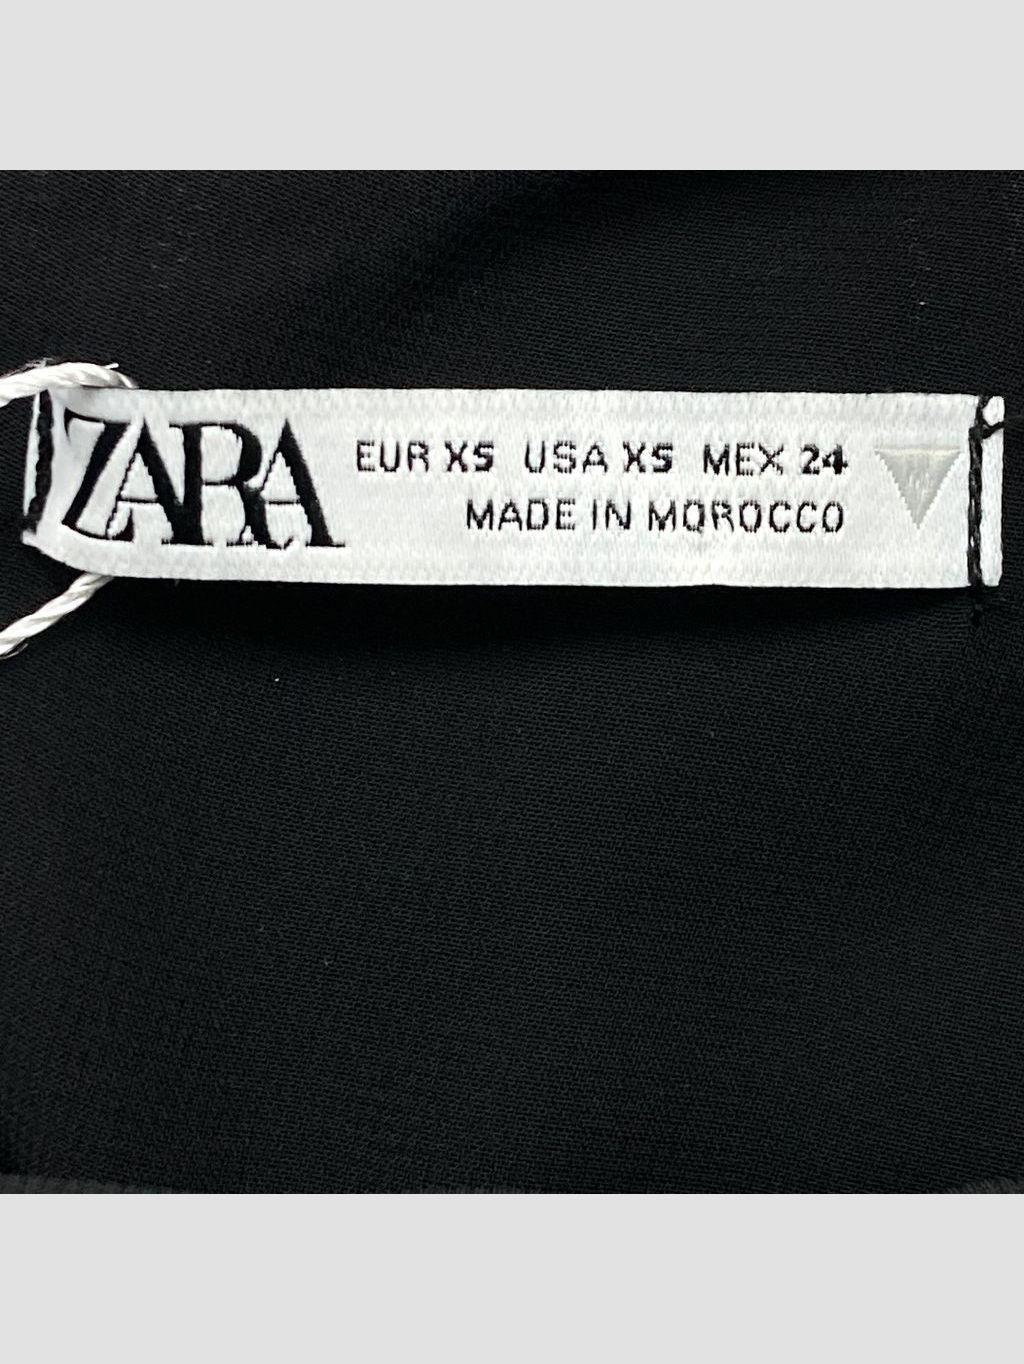 ZARA
EUR XS USA XS MEX 24
MADE IN MOROCCO